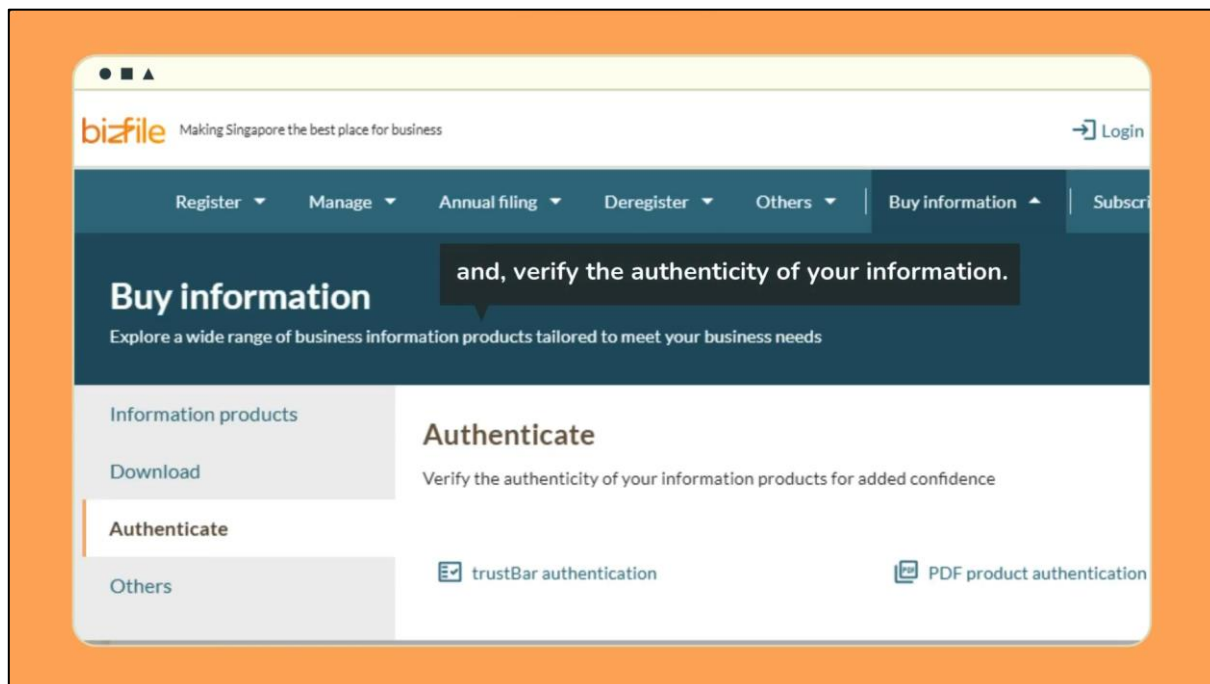 bizfile Making Singapore the best place for business
Login
Register Manage Annual filing Deregister Others Buy information
and, verify the authenticity of your information.
Buy information
Explore a wide range of business information products tailored to meet your business needs
Information products
Download
Authenticate
Others
Authenticate
Verify the authenticity of your information products for added confidence
trustBar authentication
PDF PDF product authentication